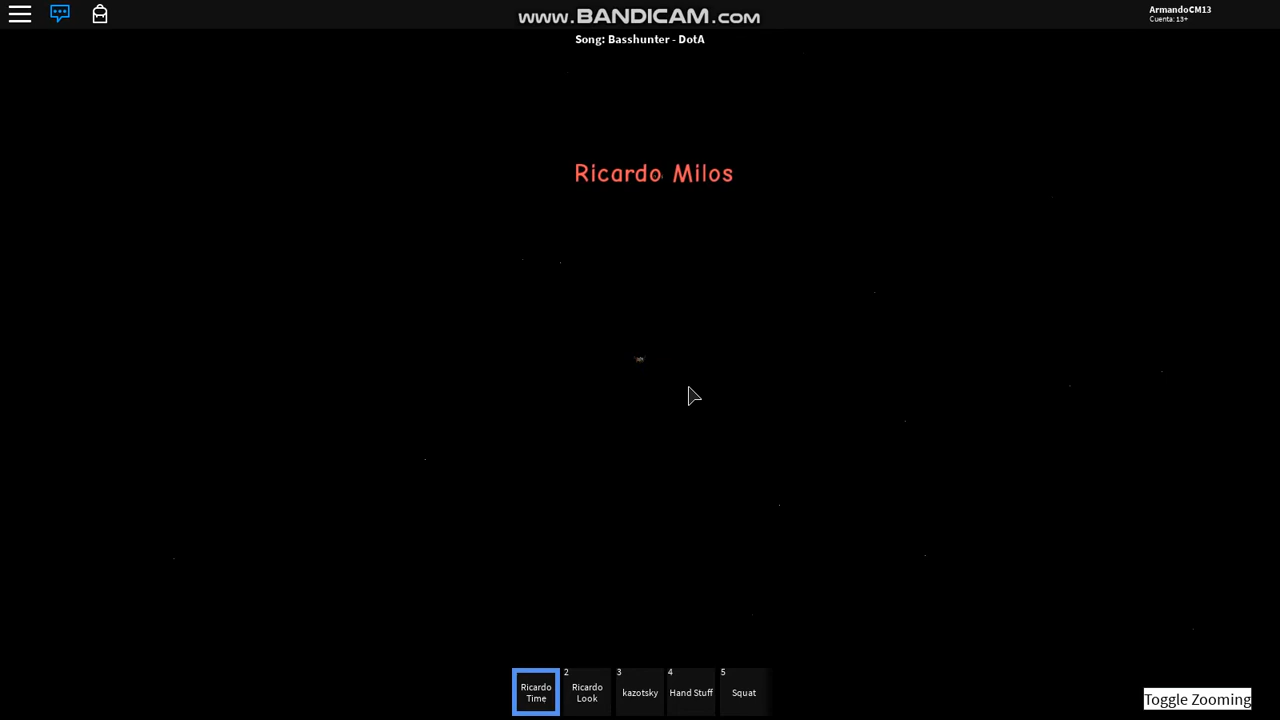 www.BANDICAM.com
ArmandoCM13
Cuenta: 13+
Song: Basshunter - DotA
Ricardo Milos
Ricardo
Time
2
Ricardo
Look
3
kazotsky
4
Hand Stuff
5
Squat
Toggle Zooming